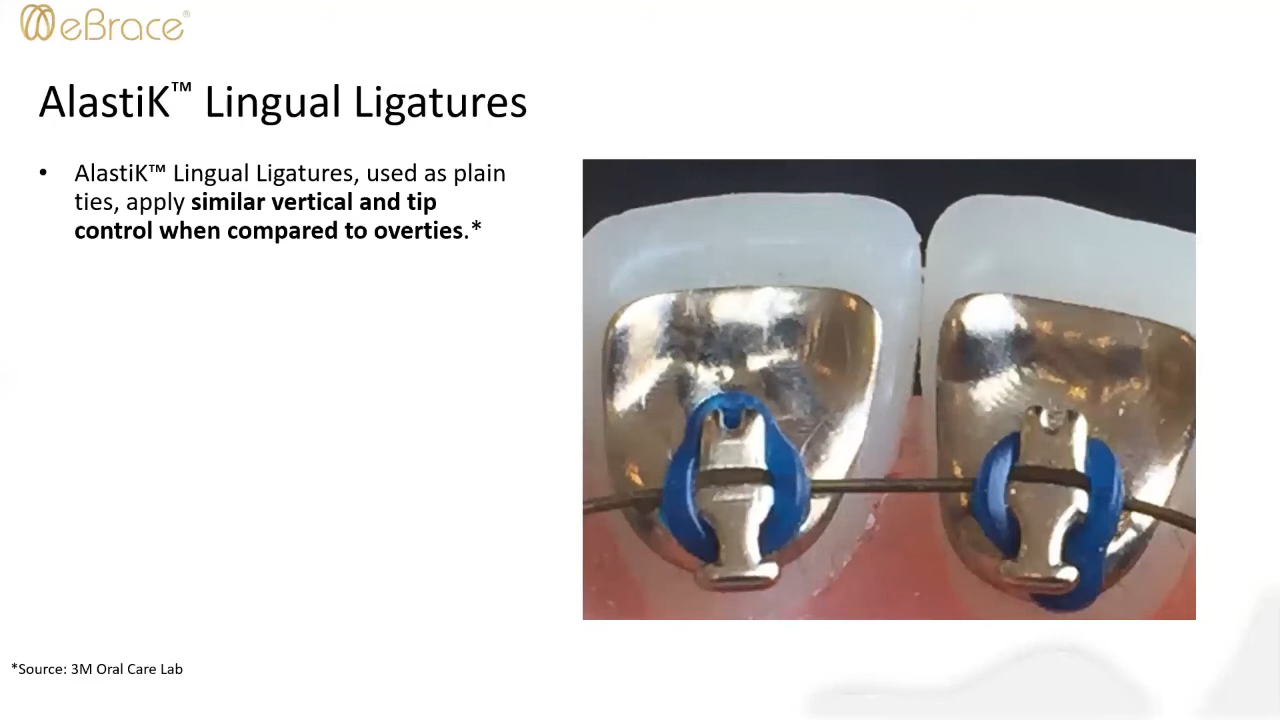 eBrace®
AlastiK™ Lingual Ligatures
• AlastiK™ Lingual Ligatures, used as plain
ties, apply similar vertical and tip
control when compared to overties.*
*Source: 3M Oral Care Lab